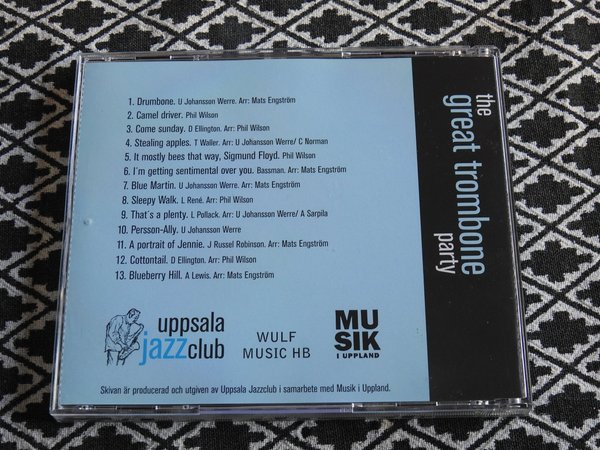 1. Drumbone. U Johansson Werre. Arr: Mats Engström
2. Camel driver. Phil Wilson
3. Come sunday. D Ellington. Arr: Phil Wilson
4. Stealing apples. T Waller. Arr: U Johansson Werre/ C Norman
5. It mostly bees that way, Sigmund Floyd. Phil Wilson
6. I'm getting sentimental over you. Bassman. Arr: Mats Engström
7. Blue Martin. U Johansson Werre. Arr: Mats Engström
8. Sleepy Walk. L René. Arr: Phil Wilson
9. That´s a plenty. L Pollack. Arr: U Johansson Werre/ A Sarpila
10. Persson-Ally. U Johansson Werre
11. A portrait of Jennie. J Russel Robinson. Arr: Mats Engström
12. Cottontail. D Ellington. Arr: Phil Wilson
13. Blueberry Hill. A Lewis. Arr: Mats Engström
uppsala
jazzclub
WULF
MUSIC HB
MU
SIK
I UPPLAND
Skivan är producerad och utgiven av Uppsala Jazzclub i samarbete med Musik i Uppland.
the great trombone party